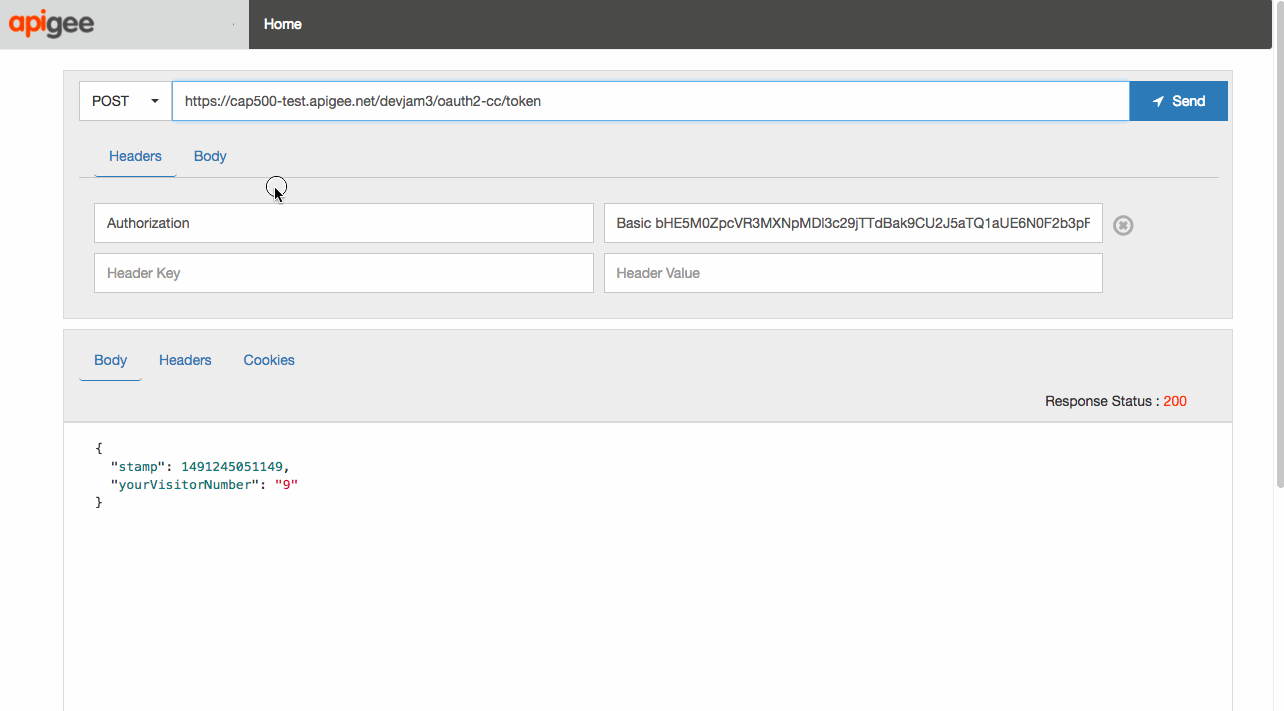 apigee
Home
POST
https://cap500-test.apigee.net/devjam3/oauth2-cc/token
Send
Headers
Body
Authorization
Basic bHE5M0ZpcVR3MXNpMDl3c29jTTdBak9CU2J5aTQ1aUE6N0F2b3pF
Header Key
Header Value
Body
Headers
Cookies
Response Status : 200
{
"stamp": 1491245051149,
"yourVisitorNumber": "9"
}